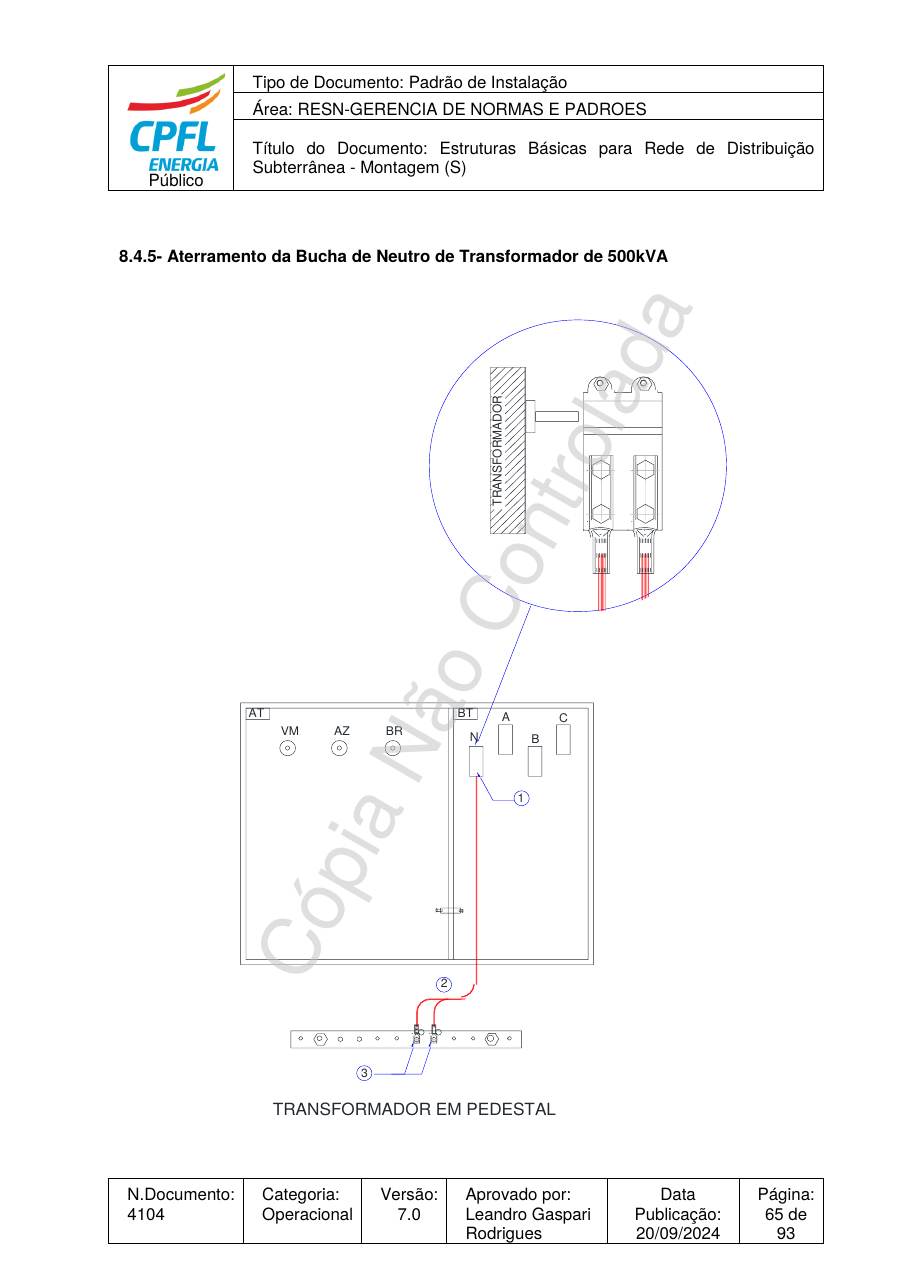 Tipo de Documento: Padrão de Instalação
Área: RESN-GERENCIA DE NORMAS E PADROES
Título do Documento: Estruturas Básicas para Rede de Distribuição
Subterrânea - Montagem (S)
CPFL
ENERGIA
Público
8.4.5- Aterramento da Bucha de Neutro de Transformador de 500kVA
TRANSFORMADOR
AT
VM AZ BR
BT
N
A
B
C
1
2
3
TRANSFORMADOR EM PEDESTAL
Cópia Não Controlada
N.Documento:
4104
Categoria:
Operacional
Versão:
7.0
Aprovado por:
Leandro Gaspari
Rodrigues
Data
Publicação:
20/09/2024
Página:
65 de
93